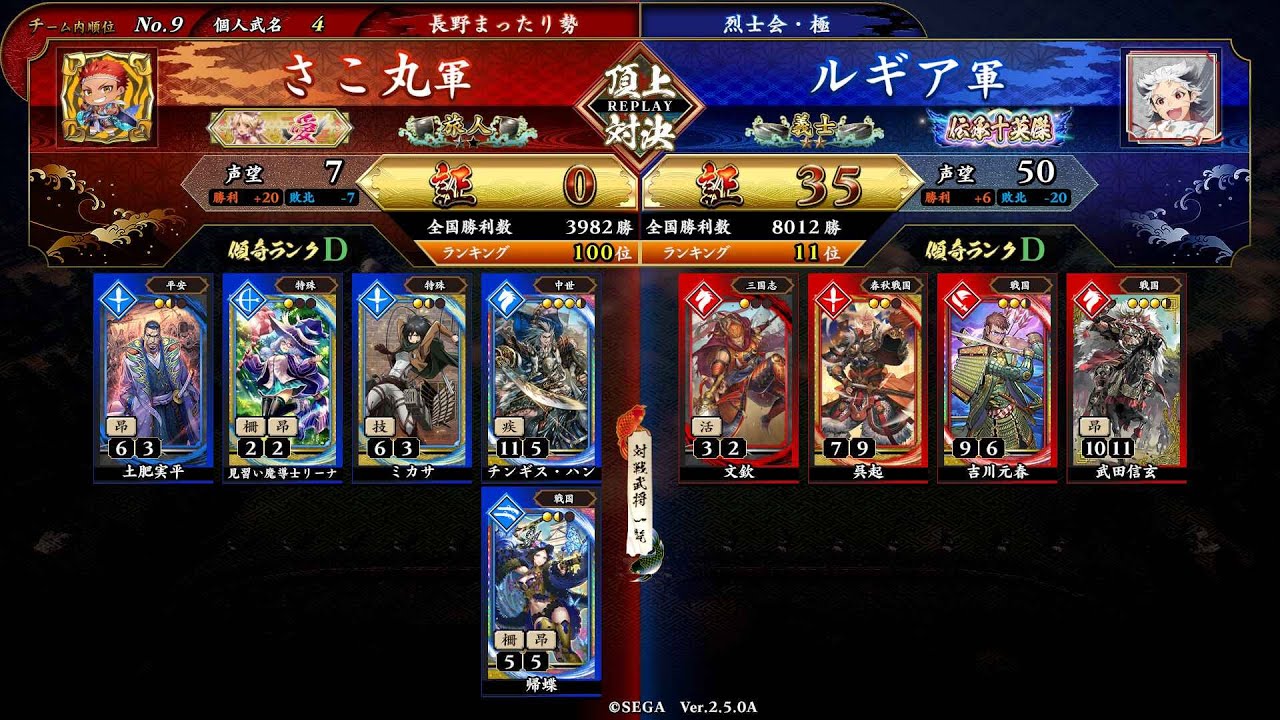 チーム内順位 No.9 個人武名 4 長野まったり勢 烈士会・極
さこ丸軍 頂上 REPLAY 対決 ルギア軍
愛 旅人 義士 伝承十英傑
声望 7 証 0 証 35 声望 50
勝利 +20 敗北 -7 勝利 +6 敗北 -20
全国勝利数 3982勝 全国勝利数 8012勝
傾奇ランクD ランキング 100位 ランキング 11位 傾奇ランクD
平安 特殊 特殊 中世 三国志 春秋戦国 戦国 戦国
昂 柵 昂 技 疾 活 昂
6 3 2 2 6 3 11 5 3 2 7 9 9 6 10 11
土肥実平 見習い魔導士リーナ ミカサ チンギス・ハン 文欽 呉起 吉川元春 武田信玄
対戦武将一覧
戦国
柵 昂
5 5
帰蝶
©SEGA Ver.2.5.0A